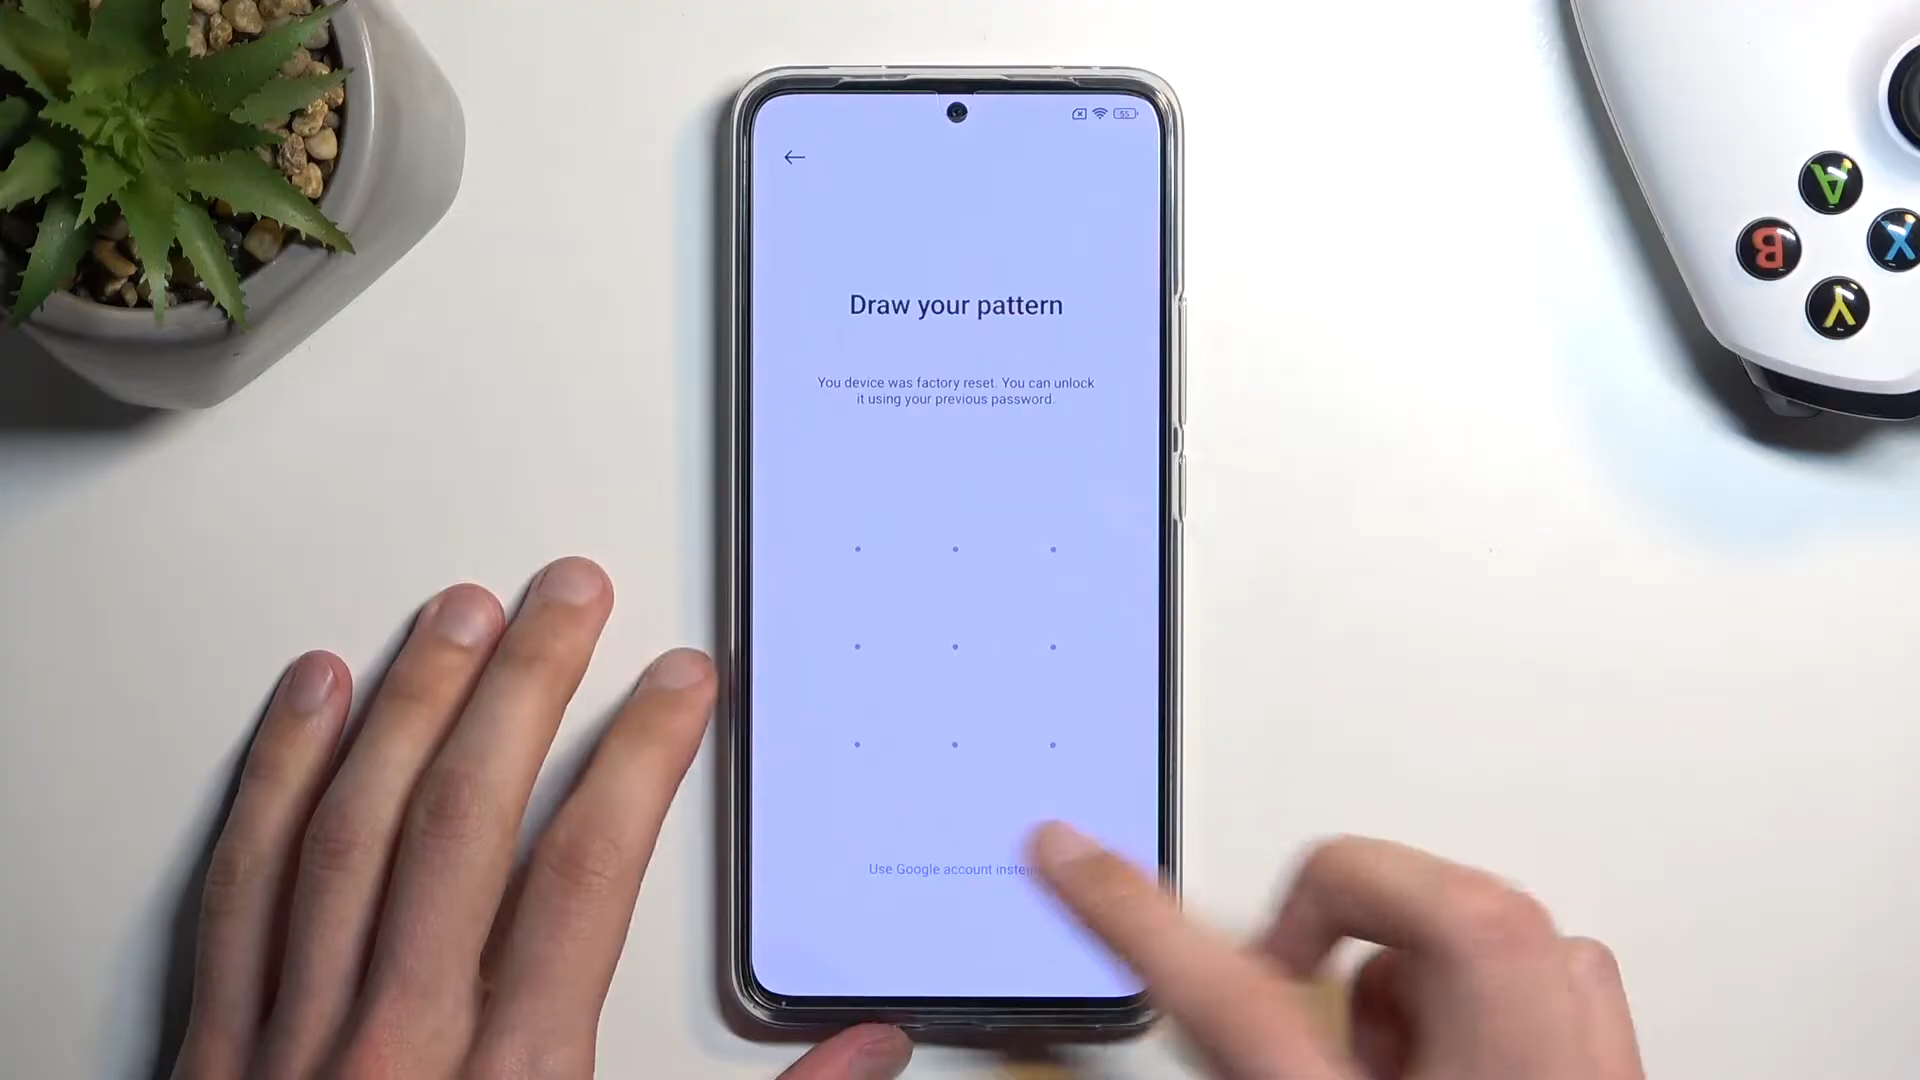 55
Draw your pattern
You device was factory reset. You can unlock
it using your previous password.
Use Google account
A
B
X
Y